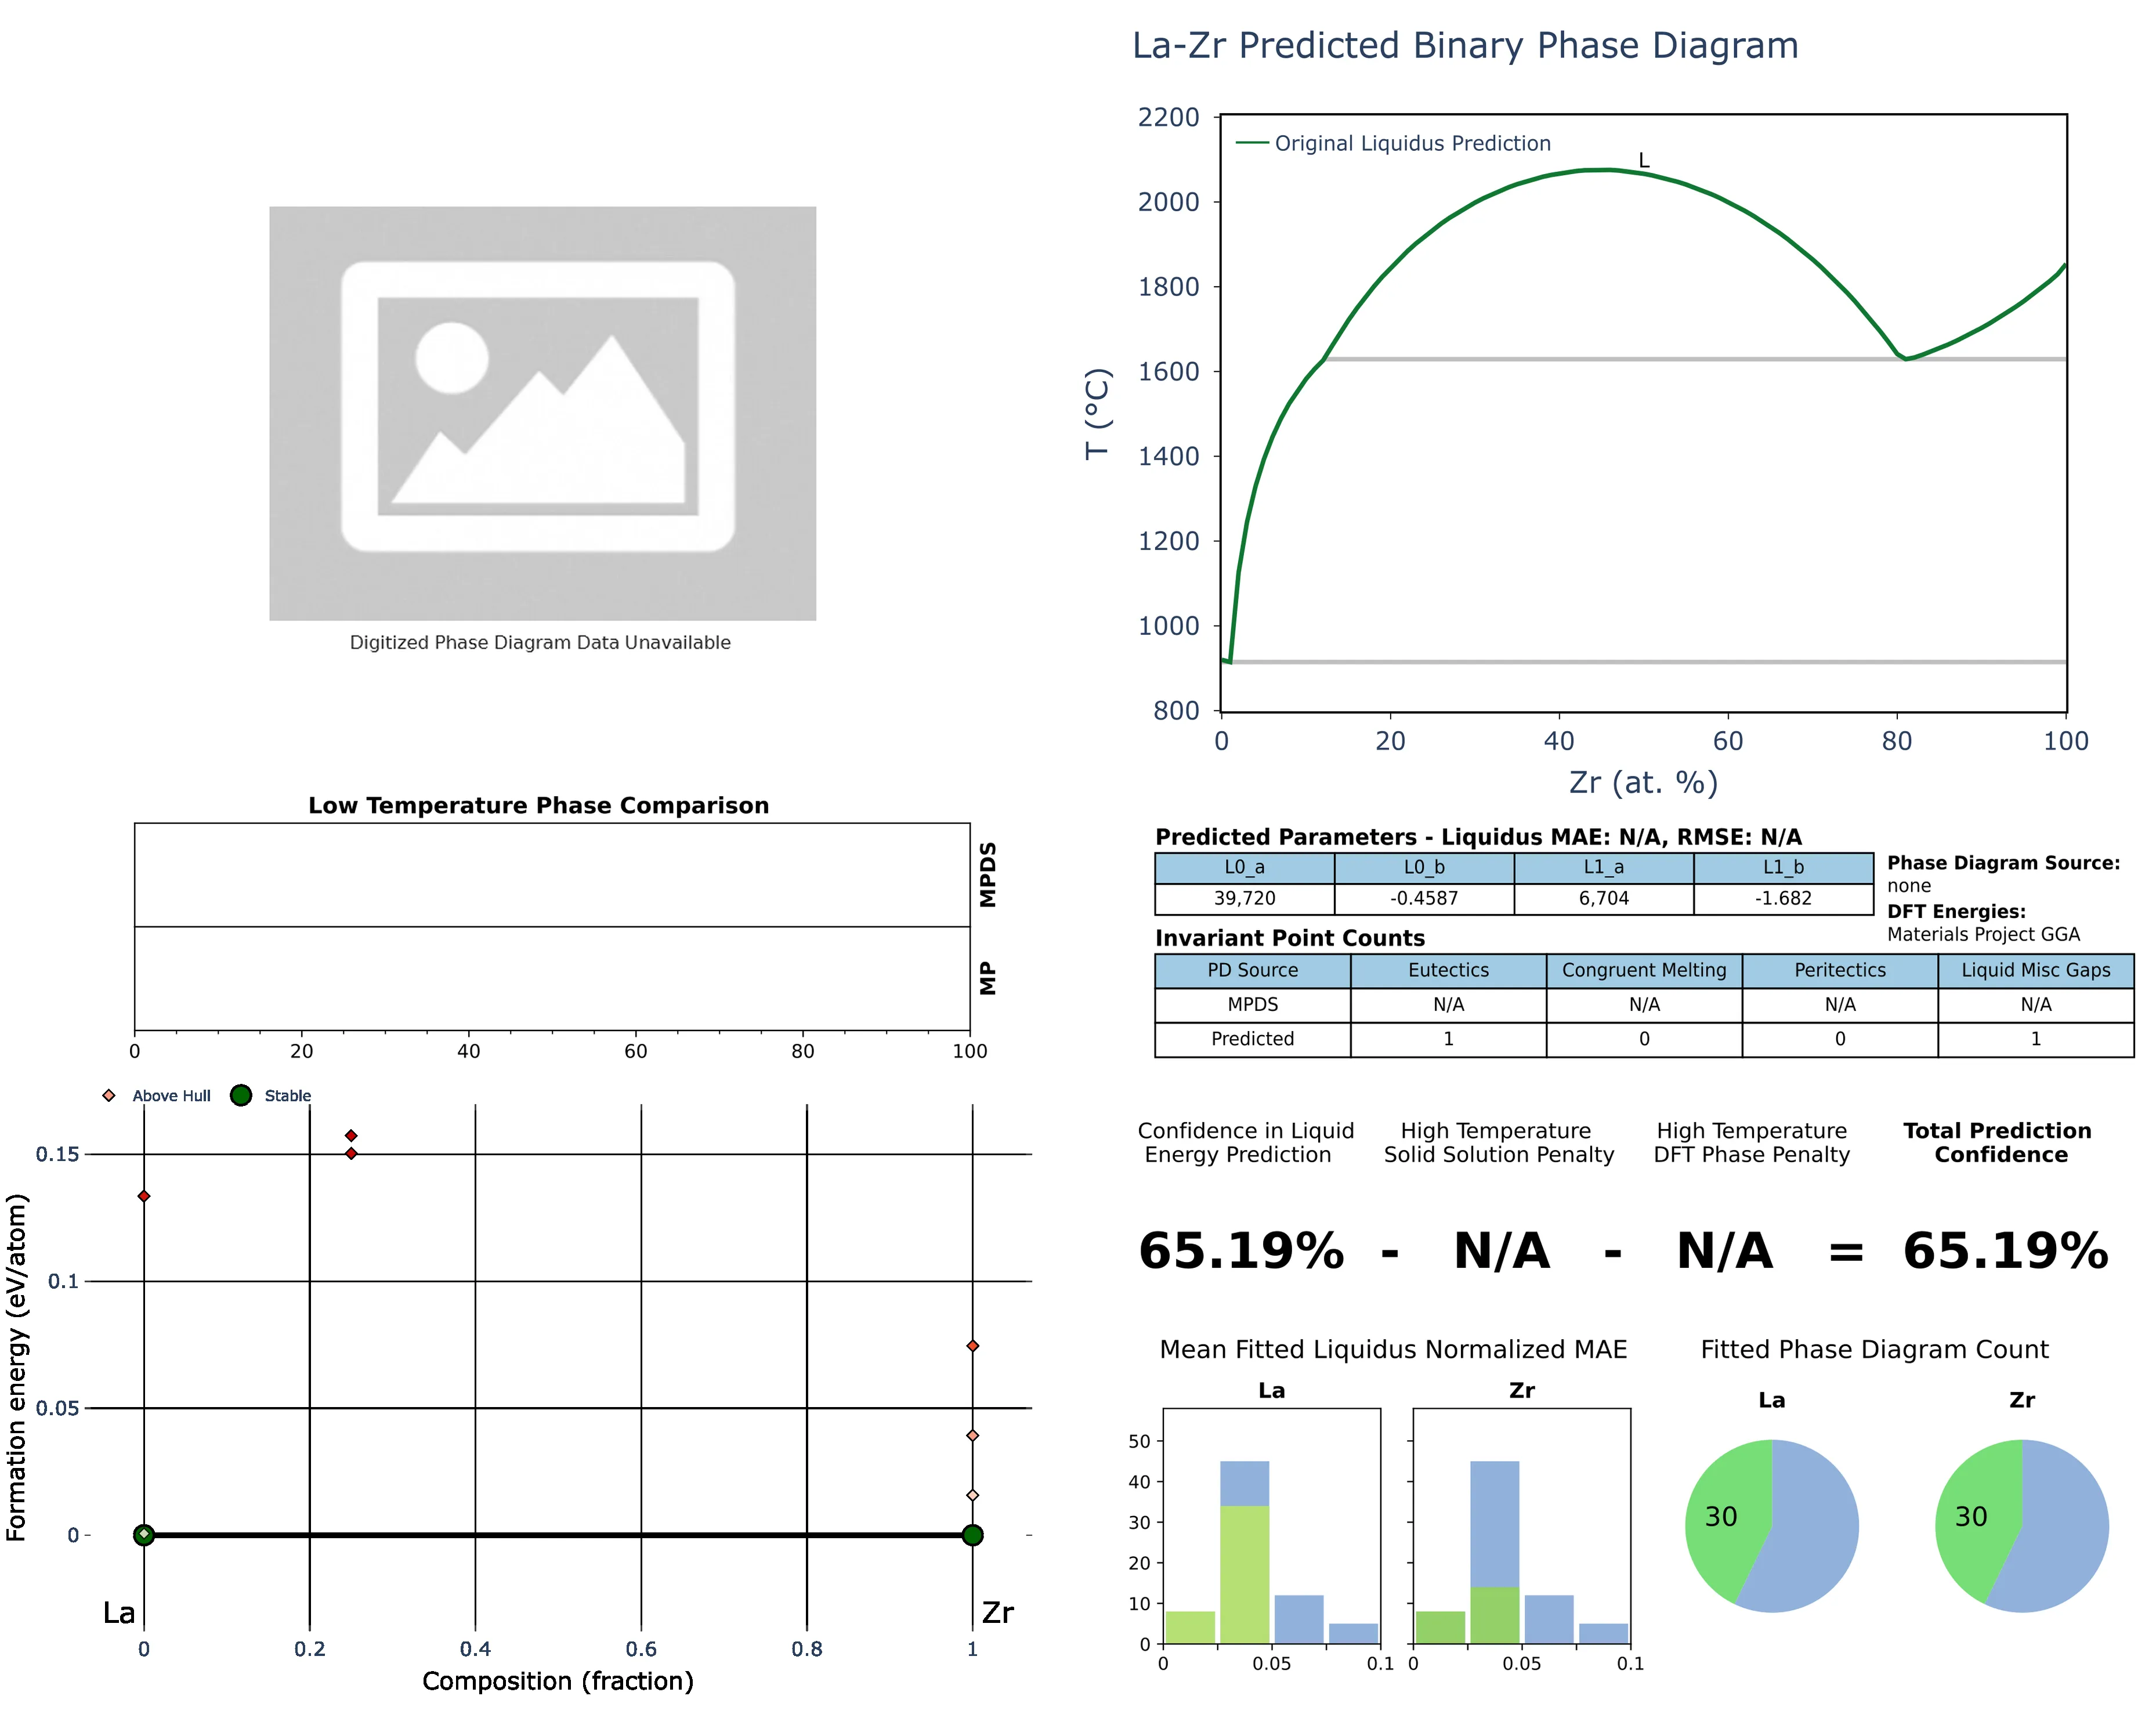 La-Zr Predicted Binary Phase Diagram
2200
2000
1800
1600
1400
1200
1000
800
T (°C)
Original Liquidus Prediction
L
0 20 40 60 80 100
Zr (at. %)
Digitized Phase Diagram Data Unavailable
Low Temperature Phase Comparison
MPDS
MP
0 20 40 60 80 100
Predicted Parameters - Liquidus MAE: N/A, RMSE: N/A
L0_a L0_b L1_a L1_b
39,720 -0.4587 6,704 -1.682
Phase Diagram Source:
none
DFT Energies:
Materials Project GGA
Invariant Point Counts
PD Source Eutectics Congruent Melting Peritectics Liquid Misc Gaps
MPDS N/A N/A N/A N/A
Predicted 1 0 0 1
Above Hull Stable
0.15
0.1
0.05
0
Formation energy (eV/atom)
La Zr
0 0.2 0.4 0.6 0.8 1
Composition (fraction)
Confidence in Liquid
Energy Prediction
High Temperature
Solid Solution Penalty
High Temperature
DFT Phase Penalty
Total Prediction
Confidence
65.19% - N/A - N/A = 65.19%
Mean Fitted Liquidus Normalized MAE
La Zr
50
40
30
20
10
0
0 0.05 0.1 0 0.05 0.1
Fitted Phase Diagram Count
La Zr
30 30